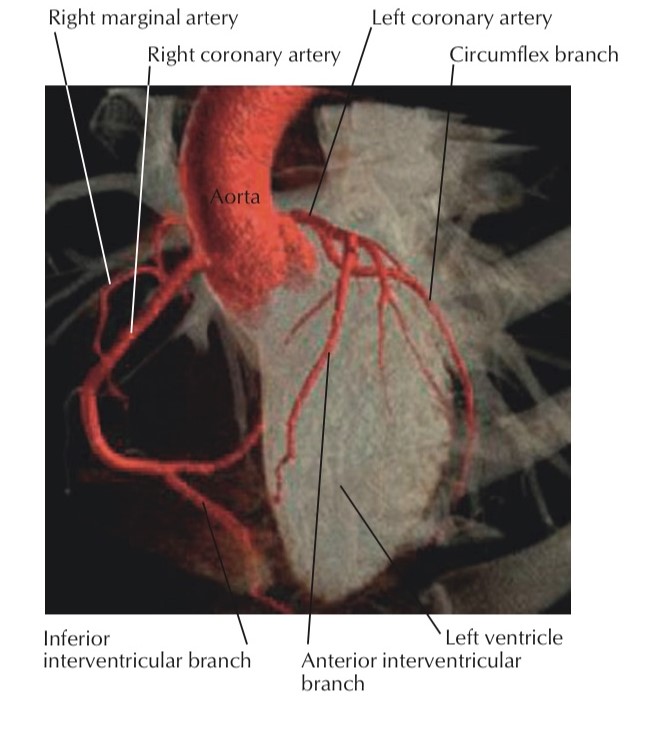 Right marginal artery
Left coronary artery
Right coronary artery
Circumflex branch
Aorta
Inferior
interventricular branch
Left ventricle
Anterior interventricular
branch